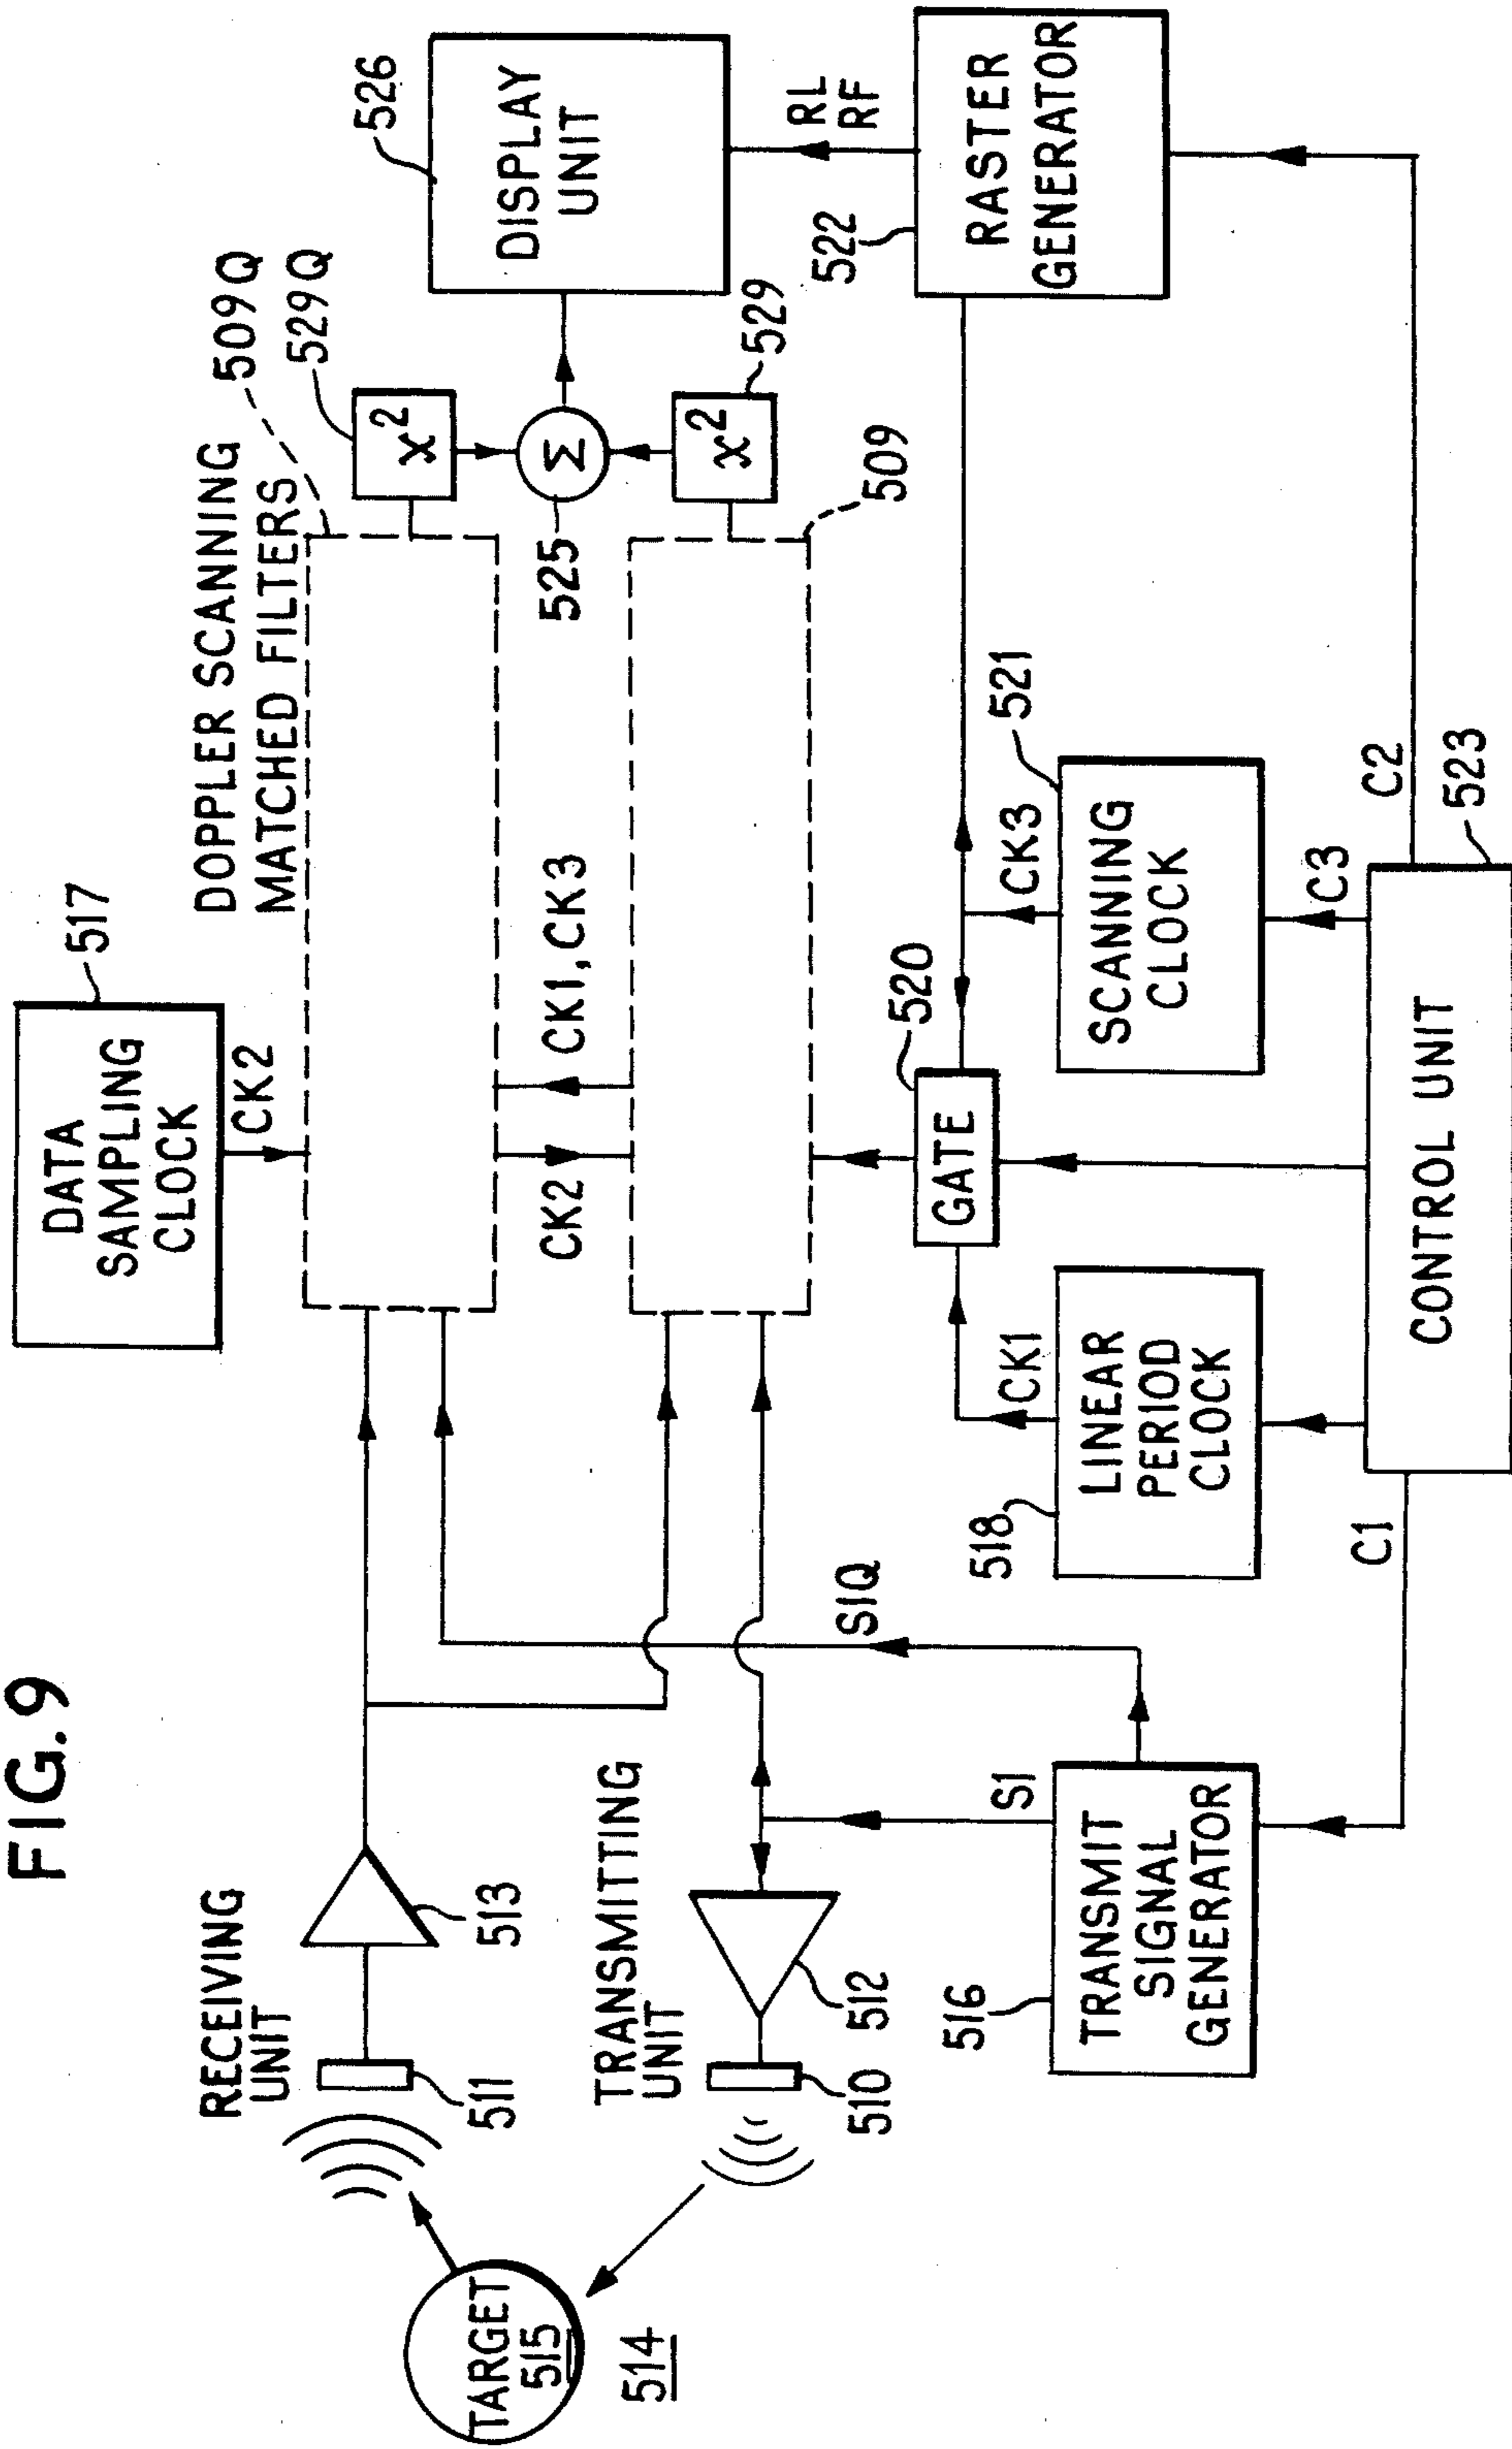 FIG. 9
RECEIVING
UNIT
511
513
TARGET
515
514
TRANSMITTING
UNIT
510
512
516
TRANSMIT
SIGNAL
GENERATOR
S1
S1Q
C1
DATA
SAMPLING
CLOCK
517
CK2
DOPPLER SCANNING
MATCHED FILTERS
509Q
529Q
CK2
CK1, CK3
509
x²
Σ
525
x²
529
526
DISPLAY
UNIT
RL
RF
522
RASTER
GENERATOR
518
LINEAR
PERIOD
CLOCK
CK1
GATE
520
SCANNING
CLOCK
521
CK3
C3
C2
CONTROL UNIT
523